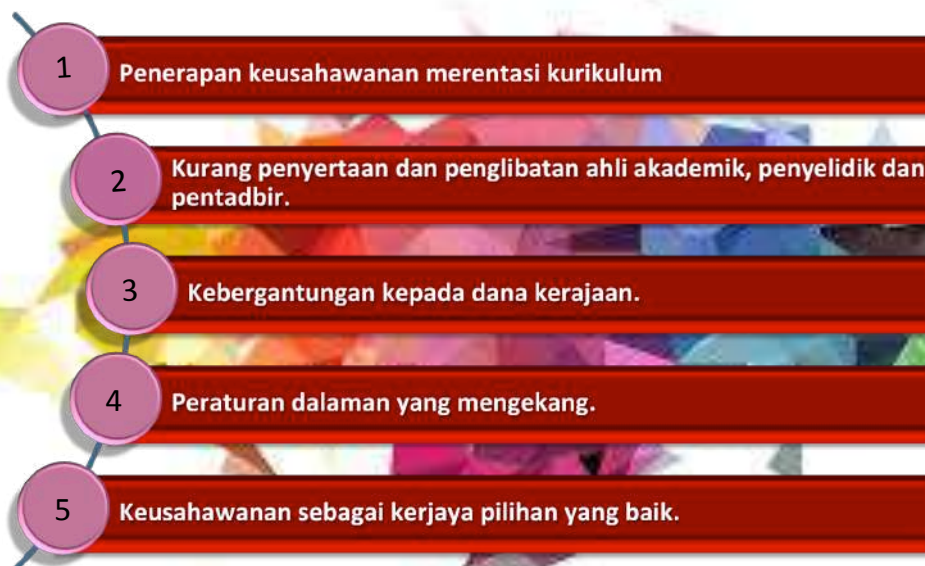 1
Penerapan keusahawanan merentasi kurikulum
2
Kurang penyertaan dan penglibatan ahli akademik, penyelidik dan
pentadbir.
3
Kebergantungan kepada dana kerajaan.
4
Peraturan dalaman yang mengekang.
5
Keusahawanan sebagai kerjaya pilihan yang baik.